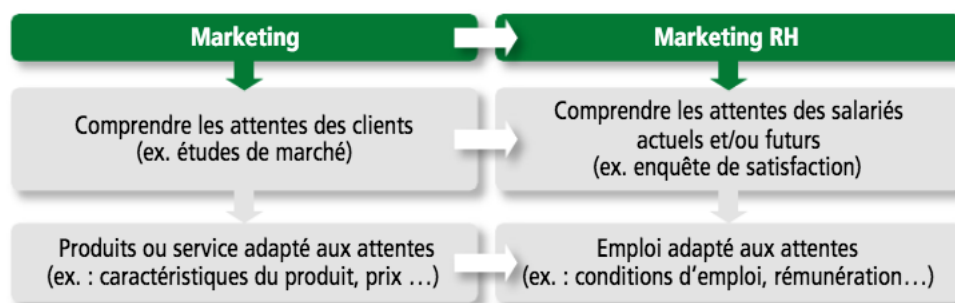 Marketing
Marketing RH
Comprendre les attentes des clients
(ex. études de marché)
Comprendre les attentes des salariés
actuels et/ou futurs
(ex. enquête de satisfaction)
Produits ou service adapté aux attentes
(ex. : caractéristiques du produit, prix …)
Emploi adapté aux attentes
(ex. : conditions d’emploi, rémunération…)